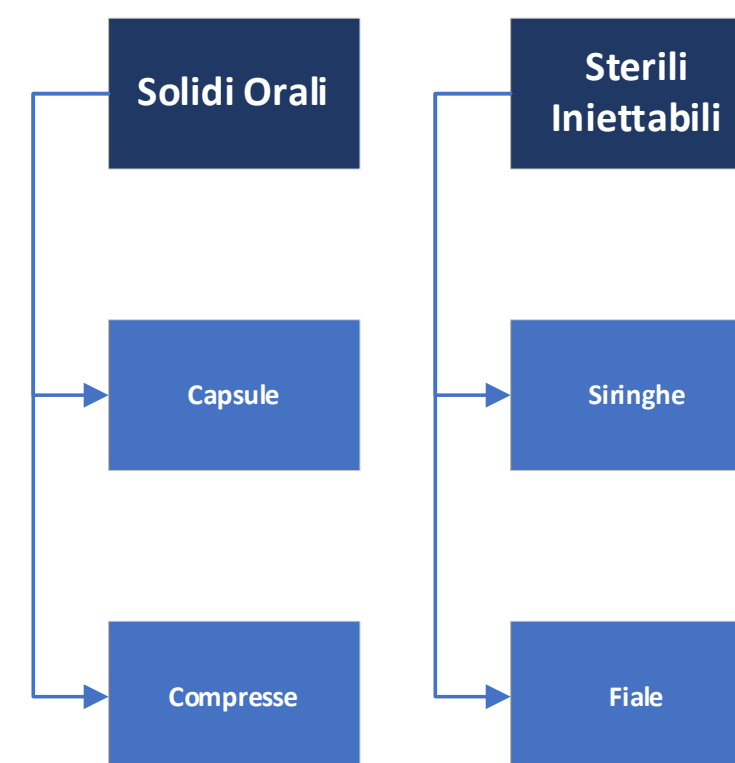 Solidi Orali
Sterili
Iniettabili
Capsule
Siringhe
Compresse
Fiale